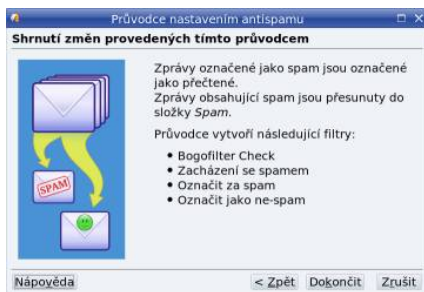 Průvodce nastavením antispamu
Shrnutí změn provedených tímto průvodcem
Zprávy označené jako spam jsou označené
jako přečtené.
Zprávy obsahující spam jsou přesunuty do
složky Spam.
Průvodce vytvoří následující filtry:
• Bogofilter Check
• Zacházení se spamem
• Označit za spam
• Označit jako ne-spam
SPAM
Nápověda
< Zpět
Dokončit
Zrušit